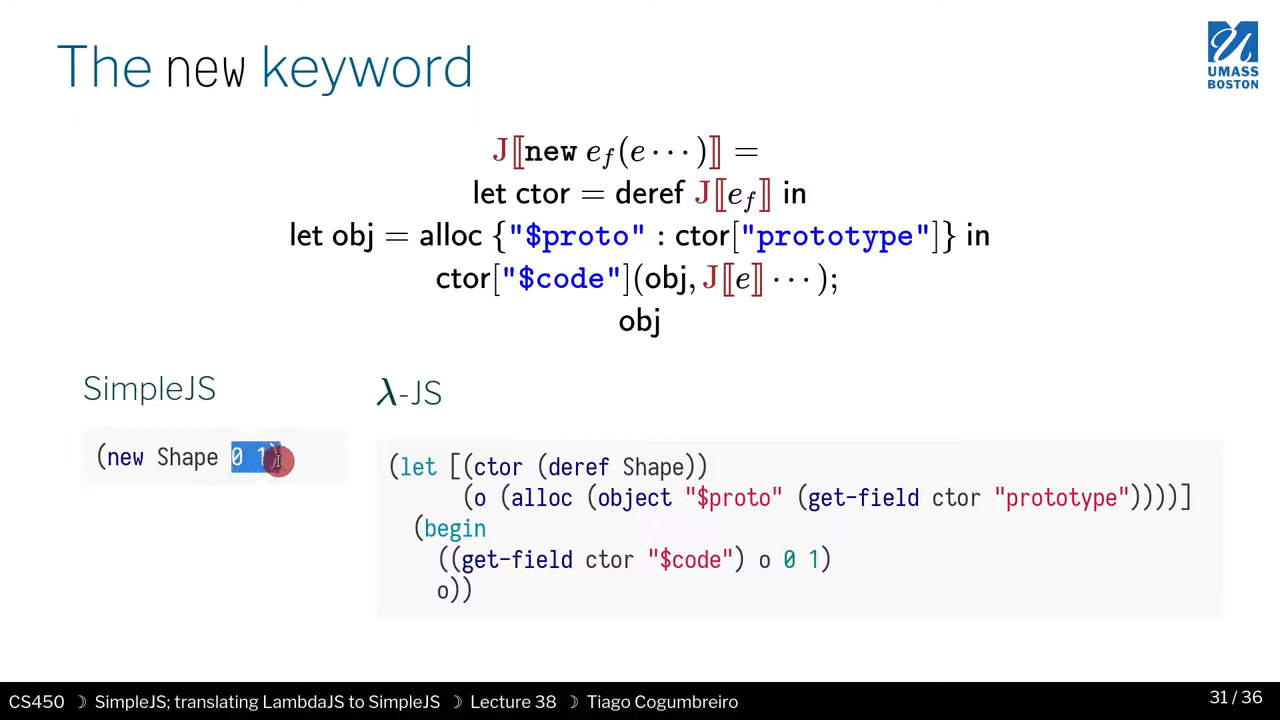 The new keyword
UMASS
BOSTON
J⟦new e_f(e···)⟧ =
let ctor = deref J⟦e_f⟧ in
let obj = alloc {"$proto" : ctor["prototype"]} in
ctor["$code"](obj, J⟦e⟧ ···);
obj
SimpleJS
(new Shape 0 1)
λ-JS
(let [(ctor (deref Shape))
(o (alloc (object "$proto" (get-field ctor "prototype"))))]
(begin
((get-field ctor "$code") o 0 1)
o))
CS450 ☽ SimpleJS; translating LambdaJS to SimpleJS ☽ Lecture 38 ☽ Tiago Cogumbreiro
31 / 36